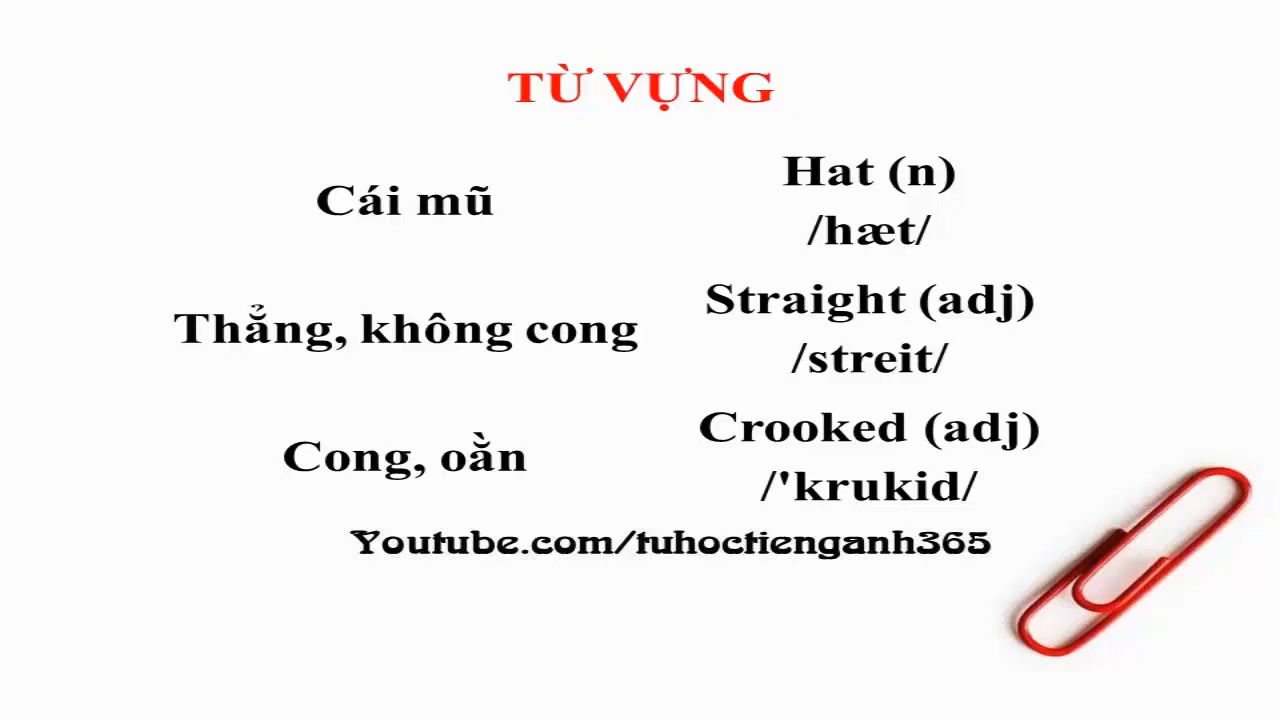 TỪ VỰNG
Cái mũ
Hat (n)
/hæt/
Thẳng, không cong
Straight (adj)
/streit/
Cong, oằn
Crooked (adj)
/'krukid/
Youtube.com/tuhoctienganh365